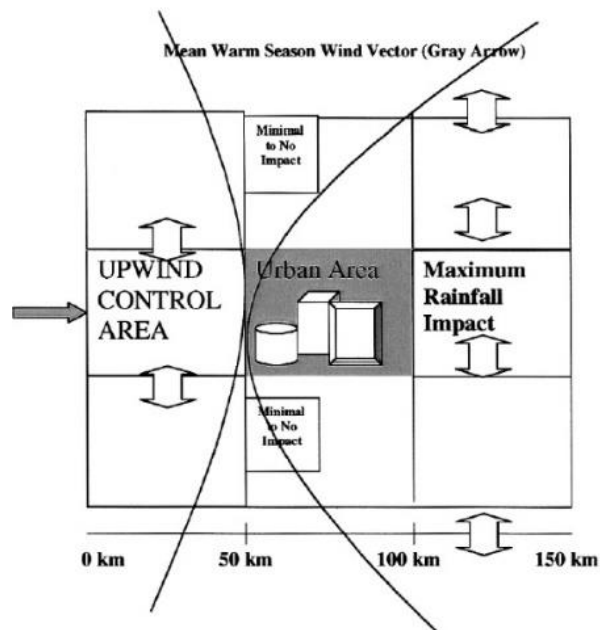 Mean Warm Season Wind Vector (Gray Arrow)
Minimal
to No
Impact
UPWIND
CONTROL
AREA
Urban Area
Maximum
Rainfall
Impact
Minimal
to No
Impact
0 km
50 km
100 km
150 km